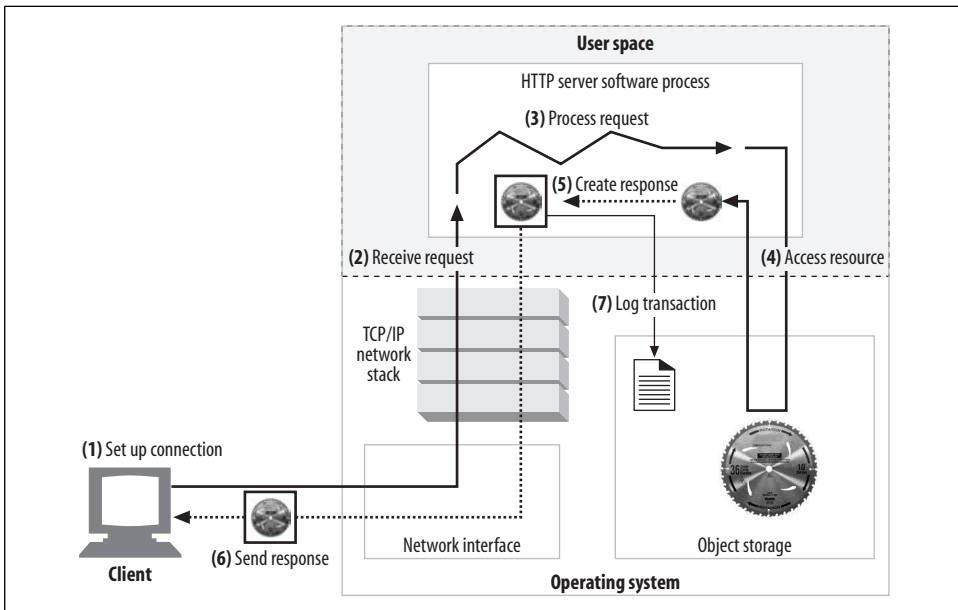 User space
HTTP server software process
(3) Process request
(5) Create response
(2) Receive request
(4) Access resource
(7) Log transaction
TCP/IP
network
stack
(1) Set up connection
36
10"
(6) Send response
Client
Network interface
Object storage
Operating system